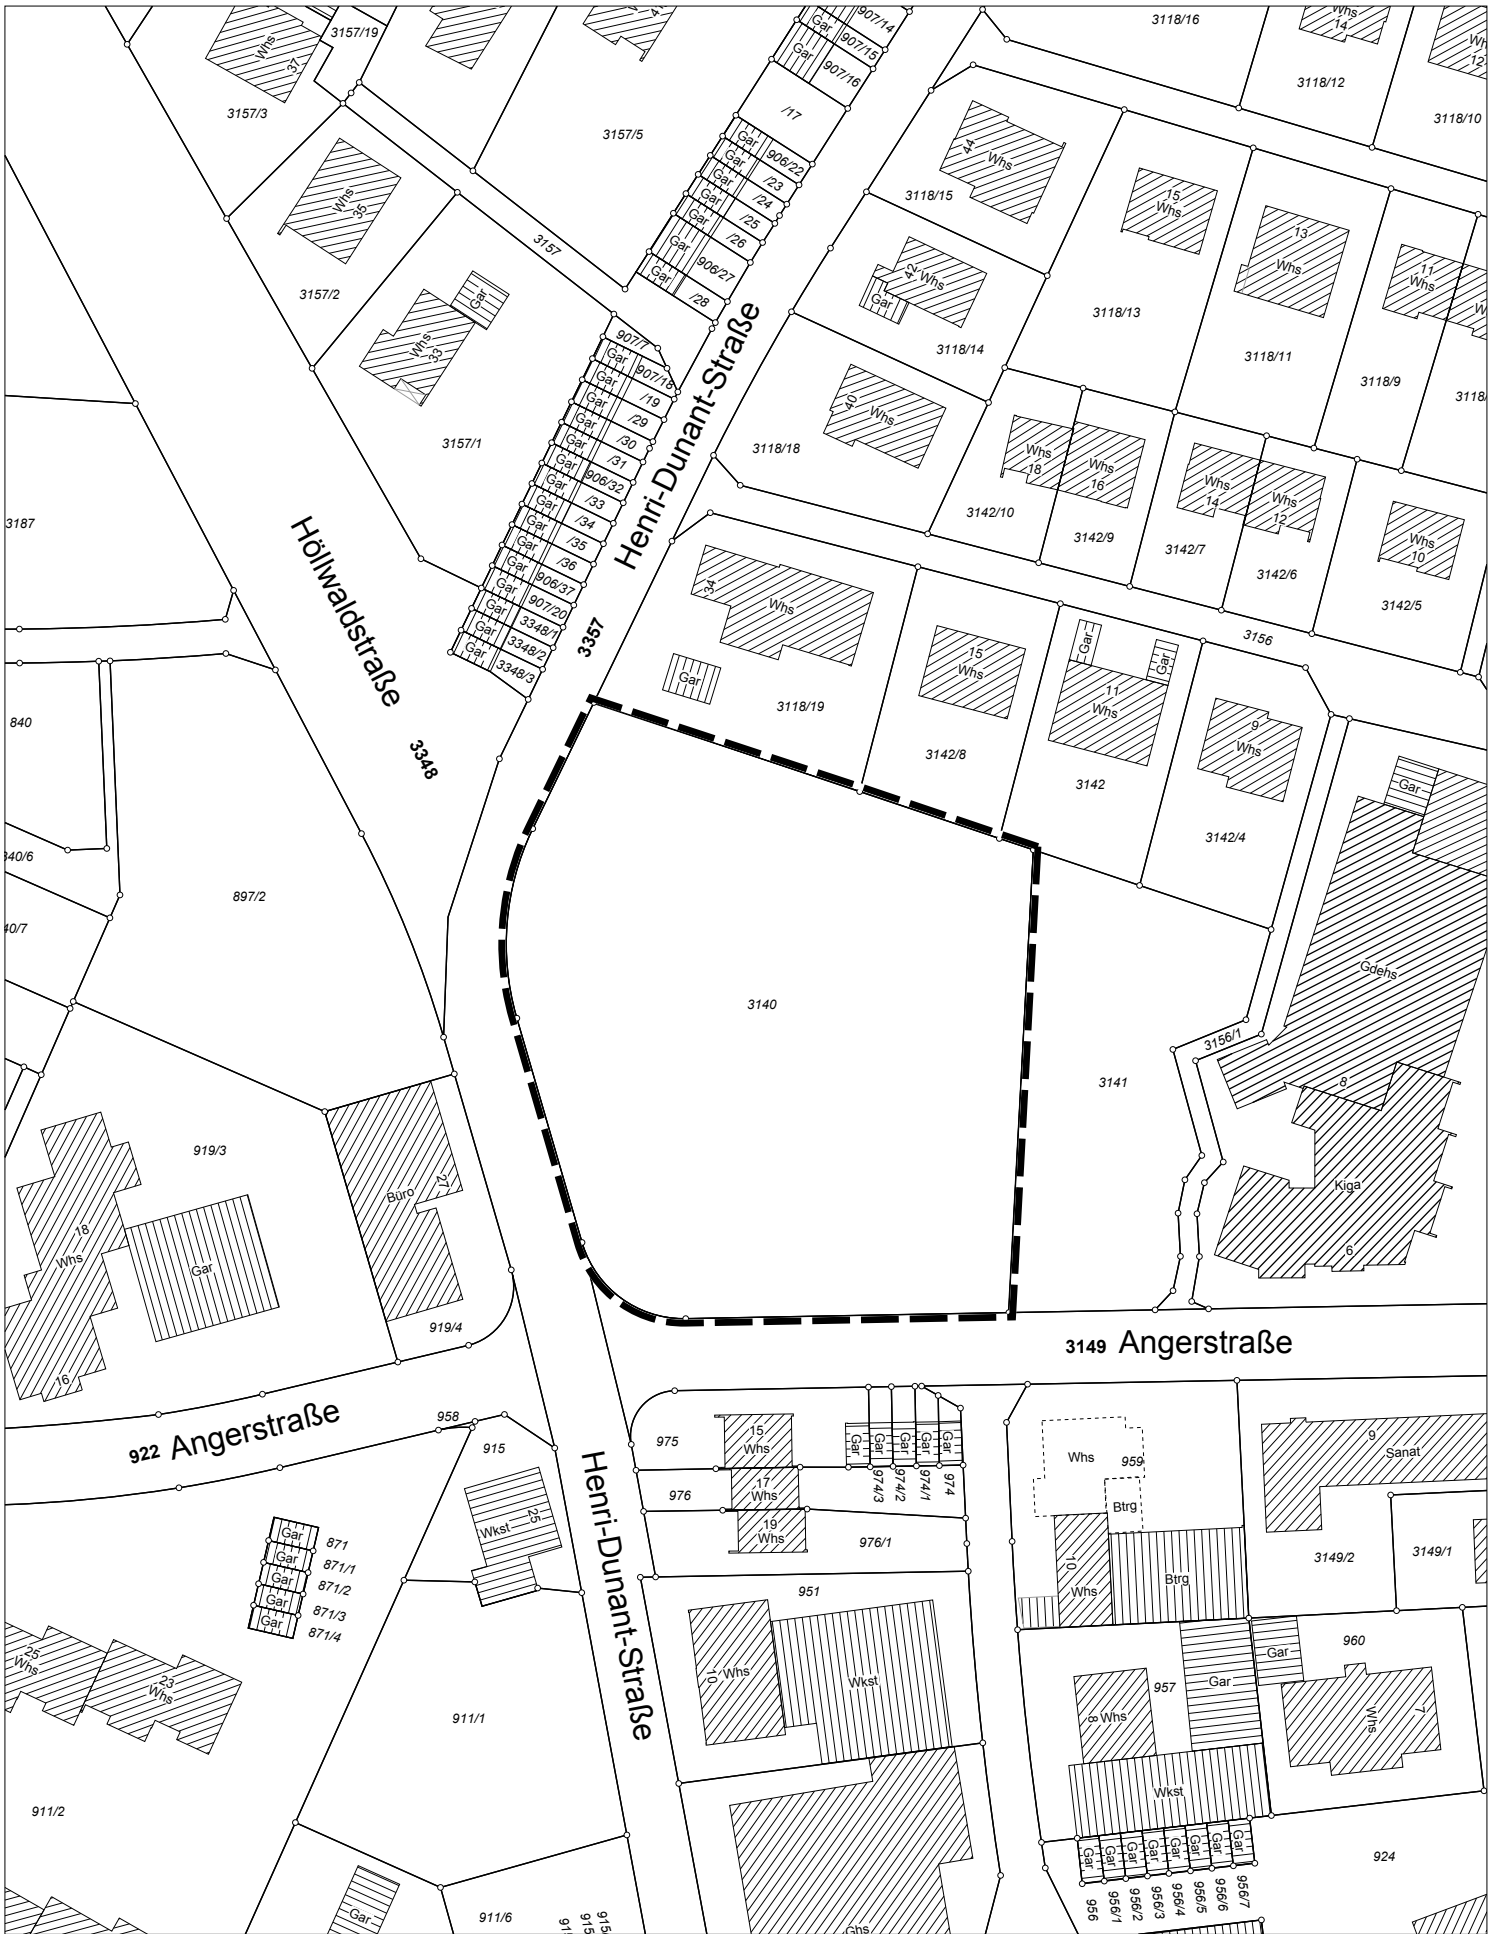 Whs
37
3157/19
3157/3
3157/5
Gar
907/14
907/15
907/16
/17
3118/16
Whs
14
3118/12
3118/10
Whs
35
3157/2
3157
Gar
906/22
Gar
/23
Gar
/24
Gar
/25
Gar
/26
Gar
906/27
Gar
/28
44
Whs
3118/15
15
Whs
13
Whs
11
Whs
42
Whs
Gar
3118/14
3118/13
3118/11
3118/9
Gar
Whs
33
3157/1
907/7
Gar
907/18
Gar
/19
Gar
/29
Gar
/30
Gar
/31
Gar
906/32
Gar
/33
Gar
/34
Gar
/35
Gar
/36
Gar
906/37
Gar
907/20
Gar
3348/1
Gar
3348/2
Gar
3348/3
Henri-Dunant-Straße
3357
40
Whs
3118/18
Whs
18
Whs
16
Whs
14
Whs
12
Whs
10
3142/10
3142/9
3142/7
3142/6
3142/5
3187
Höllwaldstraße
3348
34
Whs
Gar
3118/19
15
Whs
3142/8
Gar
Gar
11
Whs
3142
3156
9
Whs
3142/4
840
897/2
Gar
Gdehs
3140
3141
3156/1
8
Kiga
6
919/3
Büro
27
18
Whs
Gar
16
919/4
3149 Angerstraße
922 Angerstraße
958
915
975
15
Whs
Gar
Gar
Gar
Gar
Gar
974/3
974/2
974/1
974
976
17
Whs
19
Whs
976/1
Whs
959
Btrg
9
Sanat
Henri-Dunant-Straße
Wkst
25
Gar
871
Gar
871/1
Gar
871/2
Gar
871/3
Gar
871/4
10
Whs
Btrg
3149/2
3149/1
951
10
Whs
Wkst
957
Gar
Gar
960
8
Whs
Whs
7
Wkst
25
Whs
23
Whs
911/1
911/2
Gar
Gar
Gar
Gar
Gar
Gar
Gar
Gar
956
956/1
956/2
956/3
956/4
956/5
956/6
956/7
924
Gar
911/6
Ghs